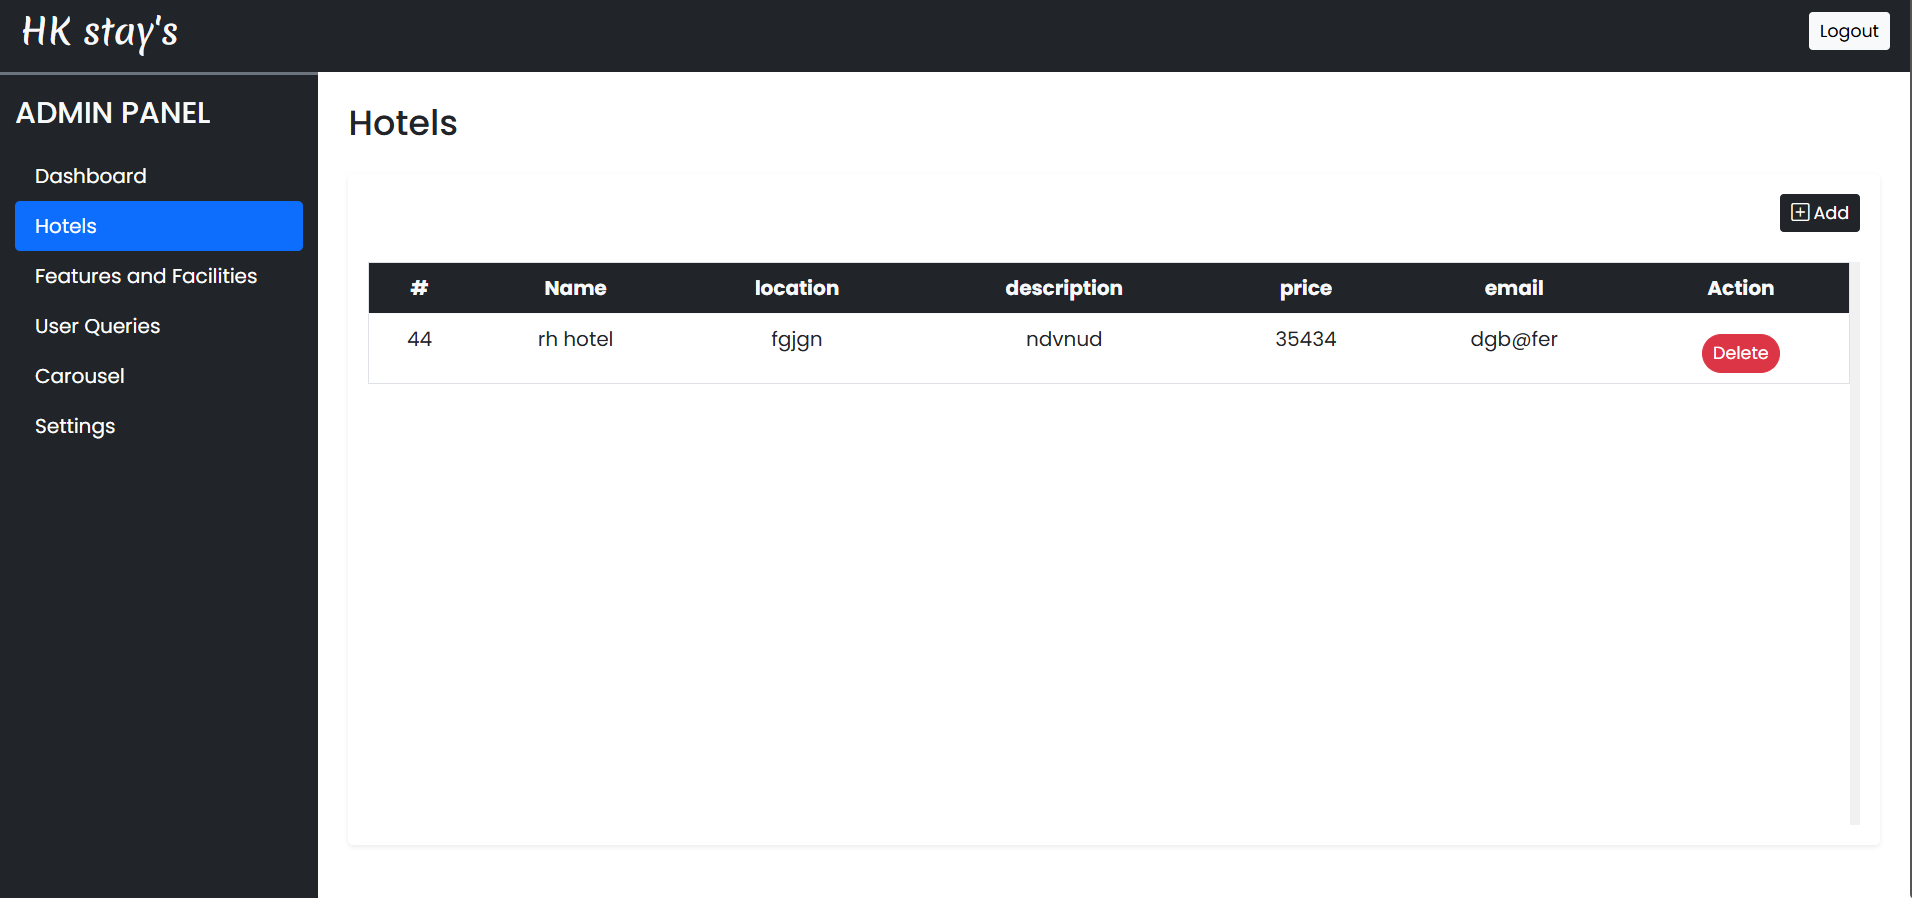 HK stay's
Logout
ADMIN PANEL
Dashboard
Hotels
Features and Facilities
User Queries
Carousel
Settings
Hotels
Add
# Name location description price email Action
44 rh hotel fgjgn ndvnud 35434 dgb@fer Delete